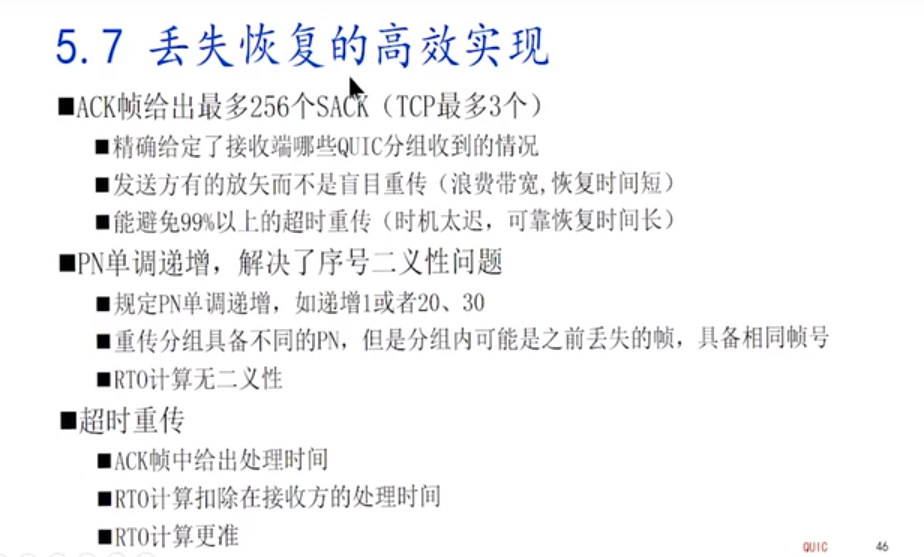 5.7 丢失恢复的高效实现
■ACK帧给出最多256个SACK（TCP最多3个）
■精确给定了接收端哪些QUIC分组收到的情况
■发送方有的放矢而不是盲目重传（浪费带宽,恢复时间短）
■能避免99%以上的超时重传（时机太迟，可靠恢复时间长）
■PN单调递增，解决了序号二义性问题
■规定PN单调递增，如递增1或者20、30
■重传分组具备不同的PN，但是分组内可能是之前丢失的帧，具备相同帧号
■RTO计算无二义性
■超时重传
■ACK帧中给出处理时间
■RTO计算扣除在接收方的处理时间
■RTO计算更准
QUIC 46